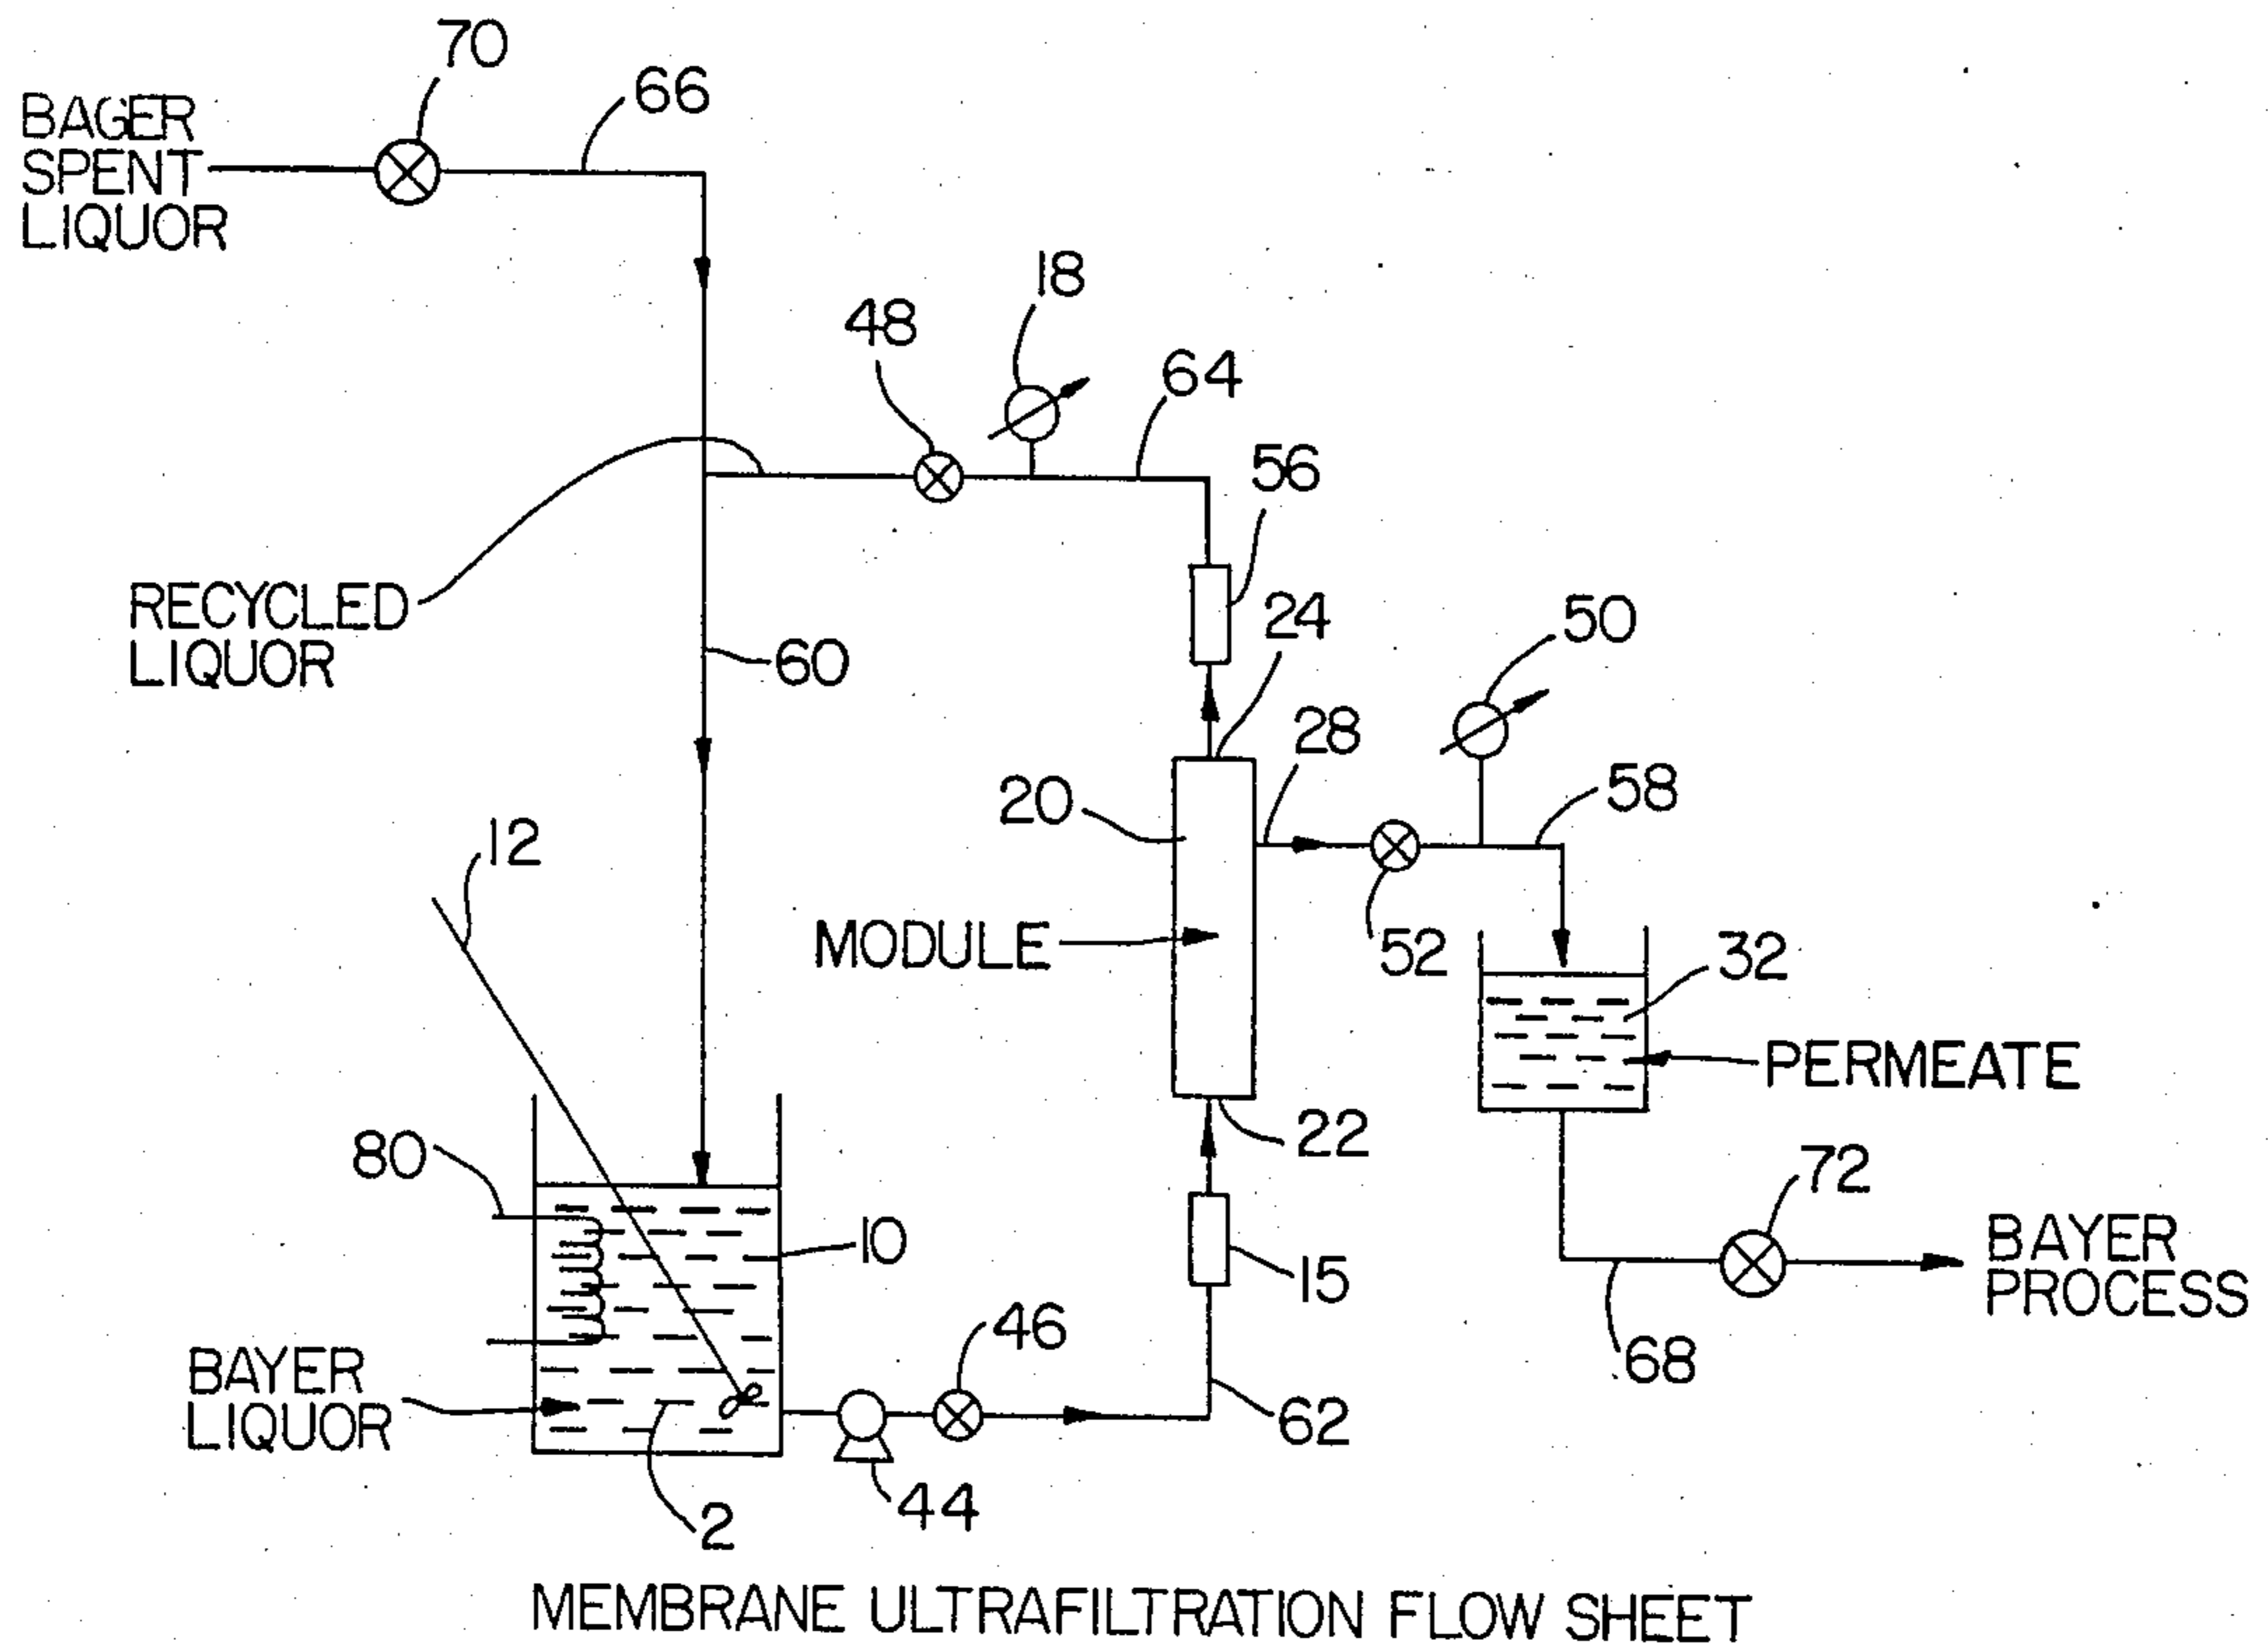 70
66
BAGER
SPENT
LIQUOR
18
48
64
56
RECYCLED
LIQUOR
24
60
50
28
20
58
12
MODULE
52
32
PERMEATE
22
80
72
10
15
BAYER
PROCESS
46
68
BAYER
LIQUOR
62
44
2
MEMBRANE ULTRAFILTRATION FLOW SHEET